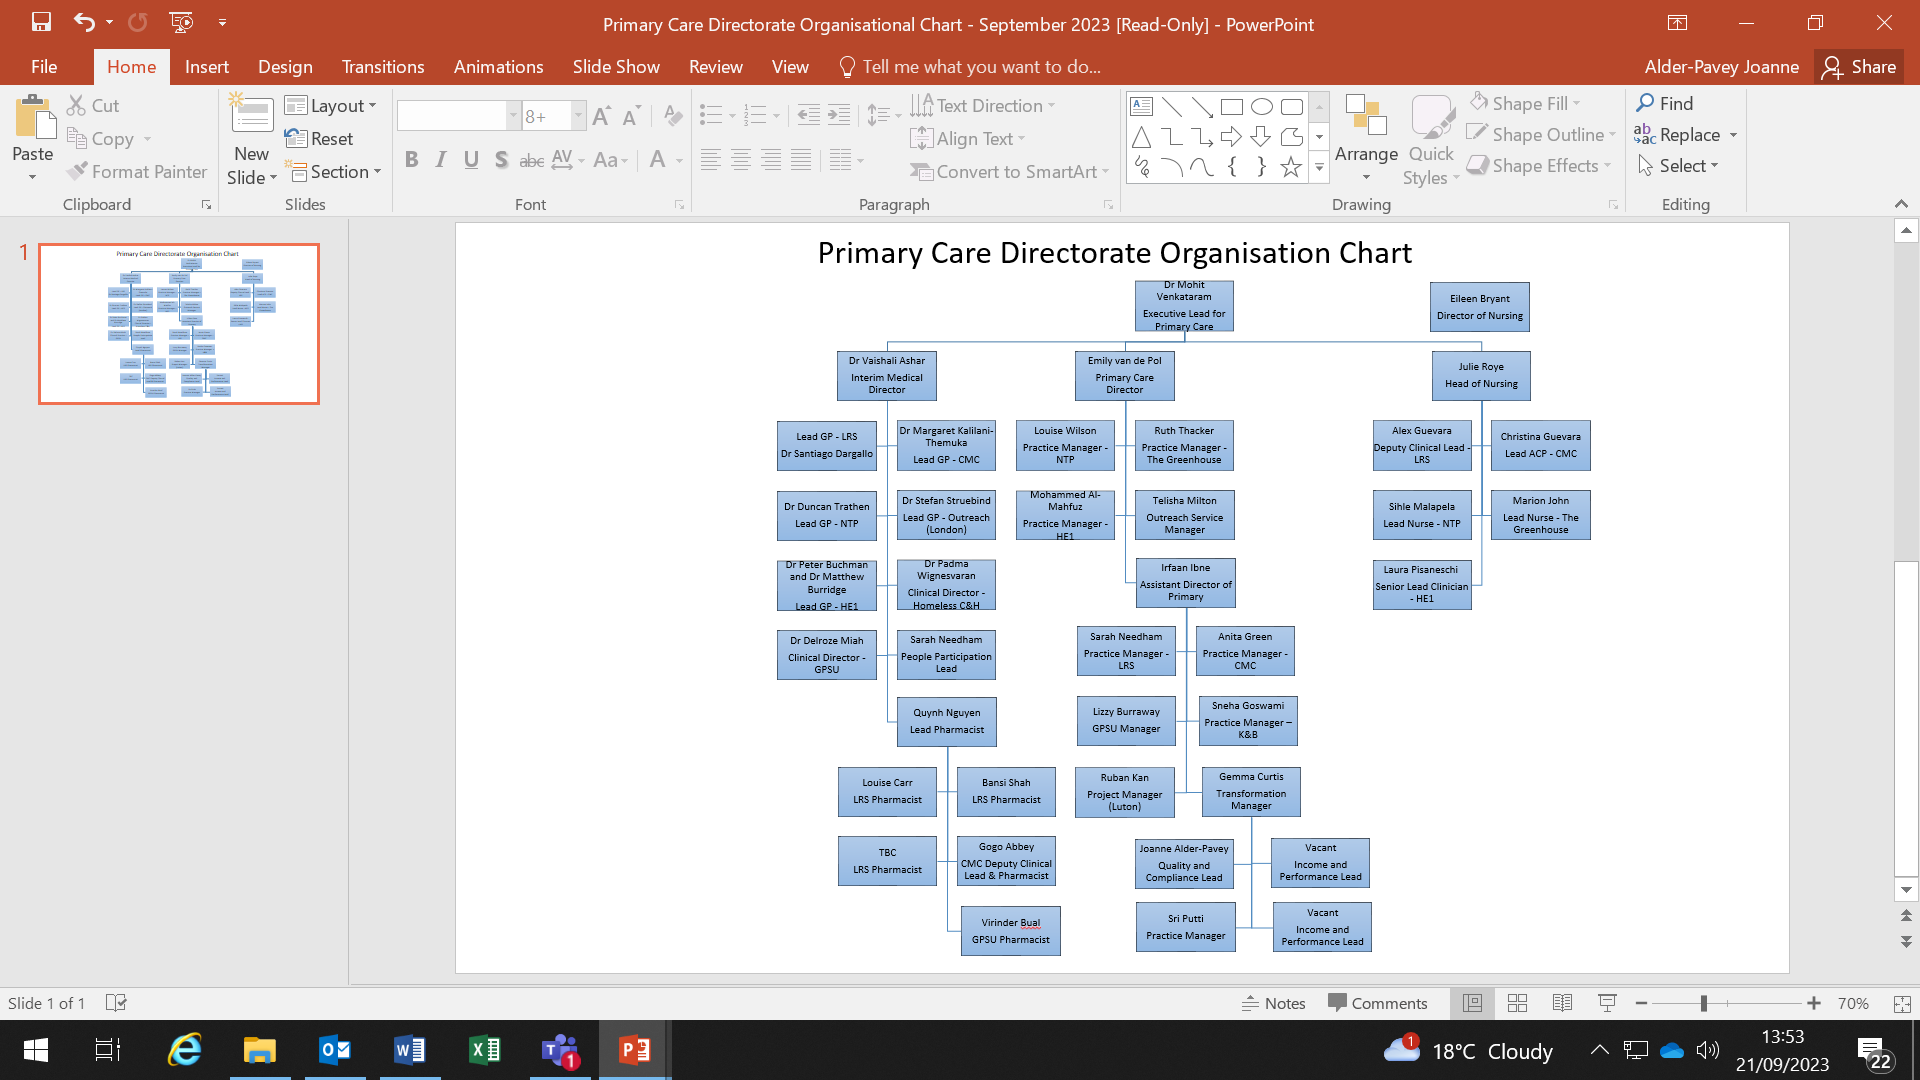 Primary Care Directorate Organisational Chart - September 2023 [Read-Only] - PowerPoint
File
Home
Insert
Design
Transitions
Animations
Slide Show
Review
View
Tell me what you want to do...
Alder-Pavey Joanne
Share
Paste
Cut
Copy
Format Painter
Clipboard
New
Slide
Layout
Reset
Section
Slides
8+
B I U S abc AV Aa A
Font
Text Direction
Align Text
Convert to SmartArt
Paragraph
Arrange
Quick
Styles
Shape Fill
Shape Outline
Shape Effects
Drawing
Find
Replace
Select
Editing
1
Primary Care Directorate Organisation Chart
Primary Care Directorate Organisation Chart
Dr Mohit
Venkataram
Executive Lead for
Primary Care
Eileen Bryant
Director of Nursing
Dr Vaishali Ashar
Interim Medical
Director
Emily van de Pol
Primary Care
Director
Julie Roye
Head of Nursing
Lead GP - LRS
Dr Santiago Dargallo
Dr Margaret Kalilani-
Themuka
Lead GP - CMC
Louise Wilson
Practice Manager -
NTP
Ruth Thacker
Practice Manager -
The Greenhouse
Alex Guevara
Deputy Clinical Lead -
LRS
Christina Guevara
Lead ACP - CMC
Dr Duncan Trathen
Lead GP - NTP
Dr Stefan Struebind
Lead GP - Outreach
(London)
Mohammed Al-
Mahfuz
Practice Manager -
HE1
Telisha Milton
Outreach Service
Manager
Sihle Malapela
Lead Nurse - NTP
Marion John
Lead Nurse - The
Greenhouse
Dr Peter Buchman
and Dr Matthew
Burridge
Lead GP - HE1
Dr Padma
Wignesvaran
Clinical Director -
Homeless C&H
Irfaan Ibne
Assistant Director of
Primary
Laura Pisaneschi
Senior Lead Clinician
- HE1
Dr Delroze Miah
Clinical Director -
GPSU
Sarah Needham
People Participation
Lead
Sarah Needham
Practice Manager -
LRS
Anita Green
Practice Manager -
CMC
Quynh Nguyen
Lead Pharmacist
Lizzy Burraway
GPSU Manager
Sneha Goswami
Practice Manager –
K&B
Louise Carr
LRS Pharmacist
Bansi Shah
LRS Pharmacist
Ruban Kan
Project Manager
(Luton)
Gemma Curtis
Transformation
Manager
TBC
LRS Pharmacist
Gogo Abbey
CMC Deputy Clinical
Lead & Pharmacist
Joanne Alder-Pavey
Quality and
Compliance Lead
Vacant
Income and
Performance Lead
Virinder Bual
GPSU Pharmacist
Sri Putti
Practice Manager
Vacant
Income and
Performance Lead
Slide 1 of 1
Notes
Comments
70%
1
1
18°C Cloudy
13:53
21/09/2023
22